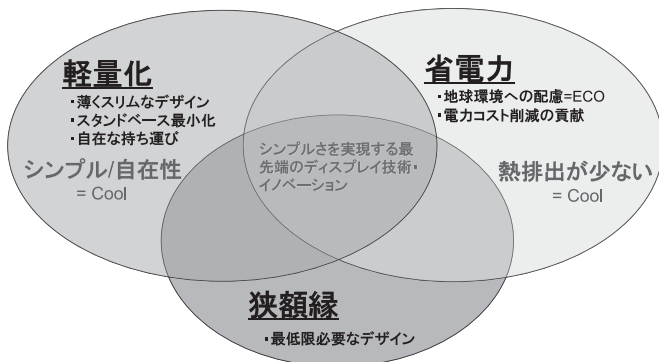 軽量化
・薄くスリムなデザイン
・スタンドベース最小化
・自在な持ち運び
シンプル/自在性
= Cool
省電力
・地球環境への配慮=ECO
・電力コスト削減の貢献
熱排出が少ない
= Cool
シンプルさを実現する最
先端のディスプレイ技術・
イノベーション
狭額縁
・最低限必要なデザイン